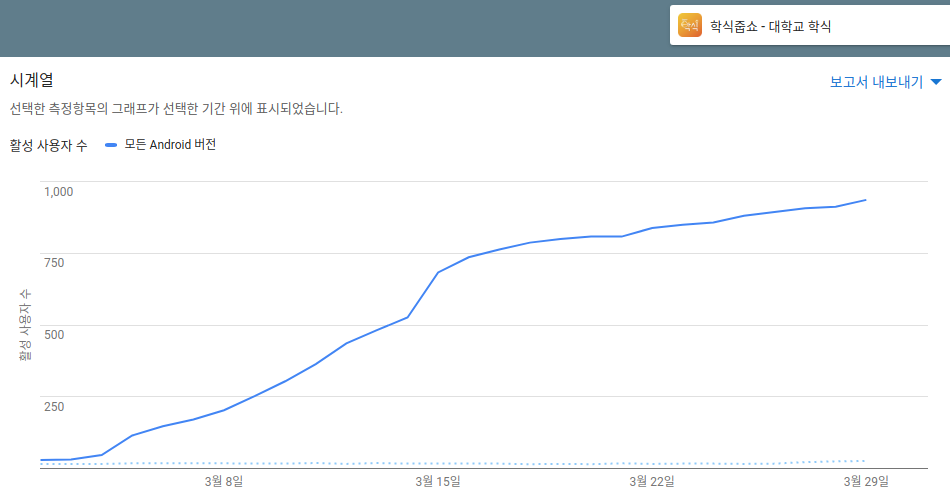 학식줍쇼 - 대학교 학식
시계열
보고서 내보내기
선택한 측정항목의 그래프가 선택한 기간 위에 표시되었습니다.
활성 사용자 수 모든 Android 버전
1,000
750
500
250
활성 사용자 수
3월 8일 3월 15일 3월 22일 3월 29일